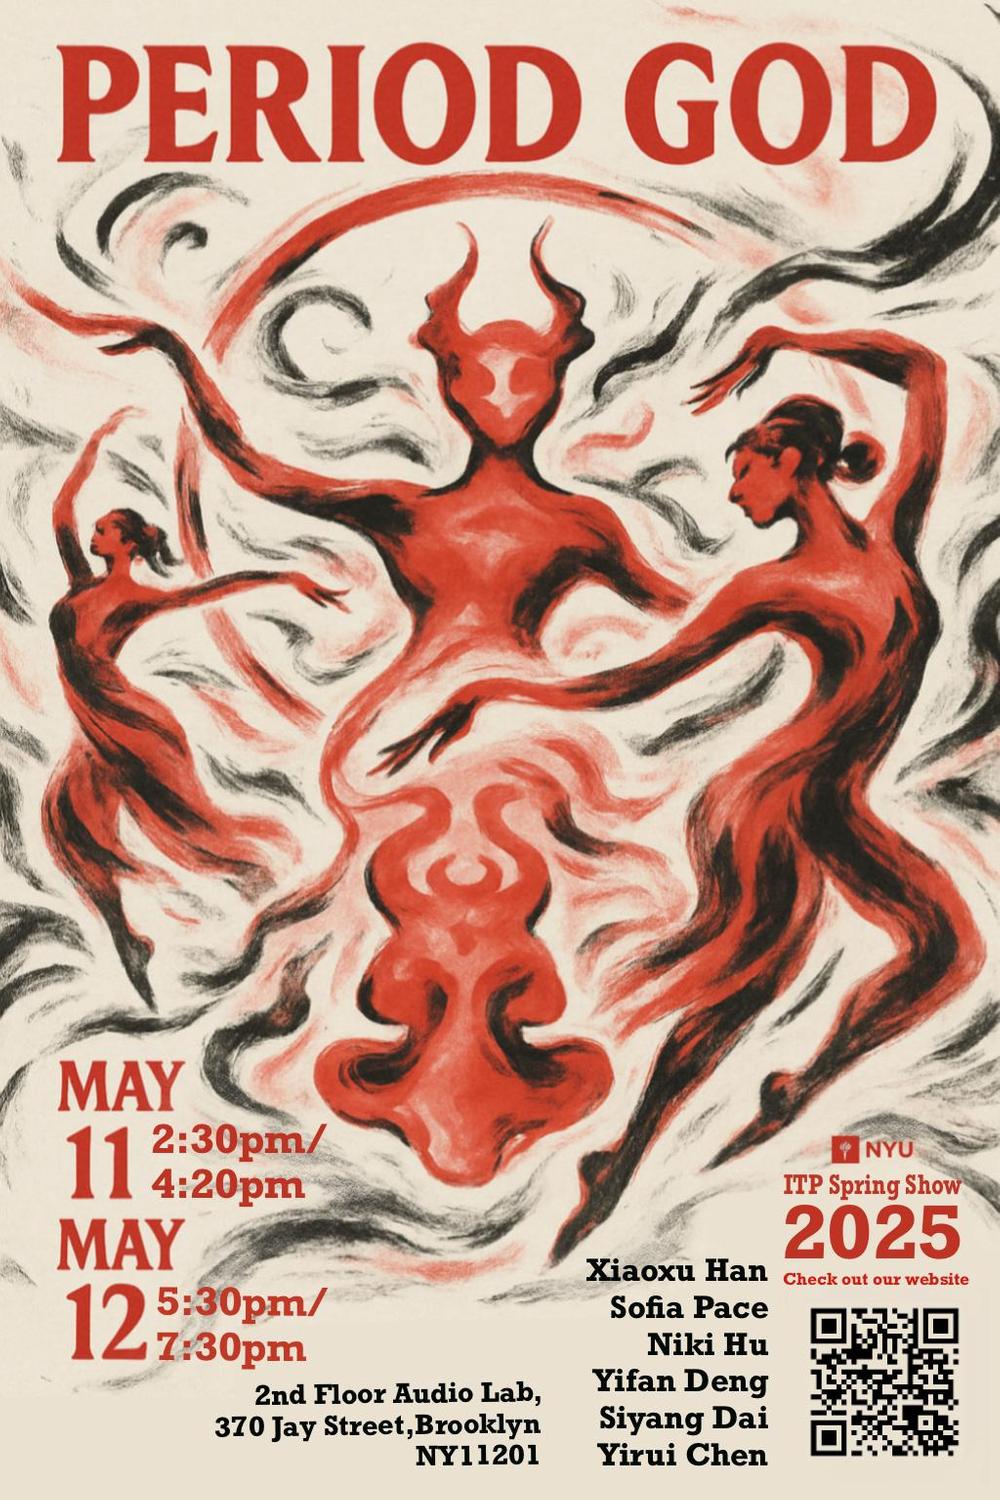 PERIOD GOD
MAY
11 2:30pm/
4:20pm
MAY
12 5:30pm/
7:30pm
2nd Floor Audio Lab,
370 Jay Street,Brooklyn
NY11201
Xiaoxu Han
Sofia Pace
Niki Hu
Yifan Deng
Siyang Dai
Yirui Chen
NYU
ITP Spring Show
2025
Check out our website